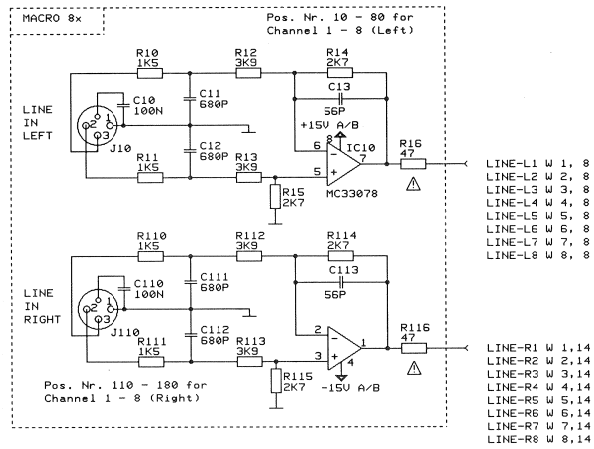 MACRO 8x
Pos. Nr. 10 - 80 for
Channel 1 - 8 (Left)
R10
1K5
R12
3K9
R14
2K7
C11
680P
C13
56P
C10
100N
LINE
IN
LEFT
2 1
3
J10
+15V A/B
8
IC10
C12
680P
6
7
5
MC33078
R16
47
R11
1K5
R13
3K9
R15
2K7
LINE-L1 W 1, 8
LINE-L2 W 2, 8
LINE-L3 W 3, 8
LINE-L4 W 4, 8
LINE-L5 W 5, 8
LINE-L6 W 6, 8
LINE-L7 W 7, 8
LINE-L8 W 8, 8
R110
1K5
R112
3K9
R114
2K7
C111
680P
C113
56P
C110
100N
LINE
IN
RIGHT
2 1
3
J110
C112
680P
2
1
3
4
-15V A/B
R116
47
R111
1K5
R113
3K9
R115
2K7
Pos. Nr. 110 - 180 for
Channel 1 - 8 (Right)
LINE-R1 W 1,14
LINE-R2 W 2,14
LINE-R3 W 3,14
LINE-R4 W 4,14
LINE-R5 W 5,14
LINE-R6 W 6,14
LINE-R7 W 7,14
LINE-R8 W 8,14